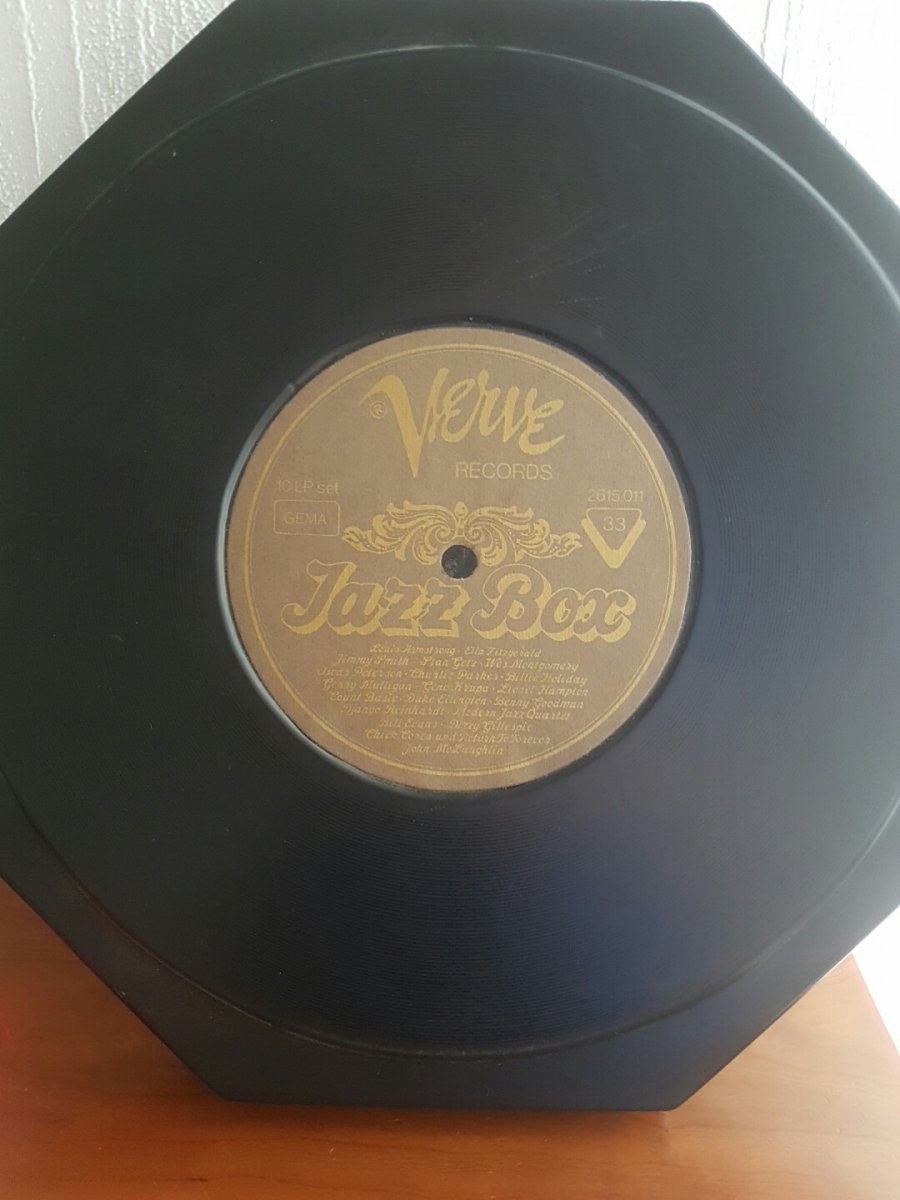 ® Verve
RECORDS
10 LP set
GEMA
2615 011
33
Jazz Box
Louis Armstrong · Ella Fitzgerald
Jimmy Smith · Stan Getz · Wes Montgomery
Oscar Peterson · Charlie Parker · Billie Holiday
Gerry Mulligan · Gene Krupa · Lionel Hampton
Count Basie · Duke Ellington · Benny Goodman
Django Reinhardt · Modern Jazz Quartet
Bill Evans · Dizzy Gillespie
Chick Corea und Return To Forever
John McLaughlin